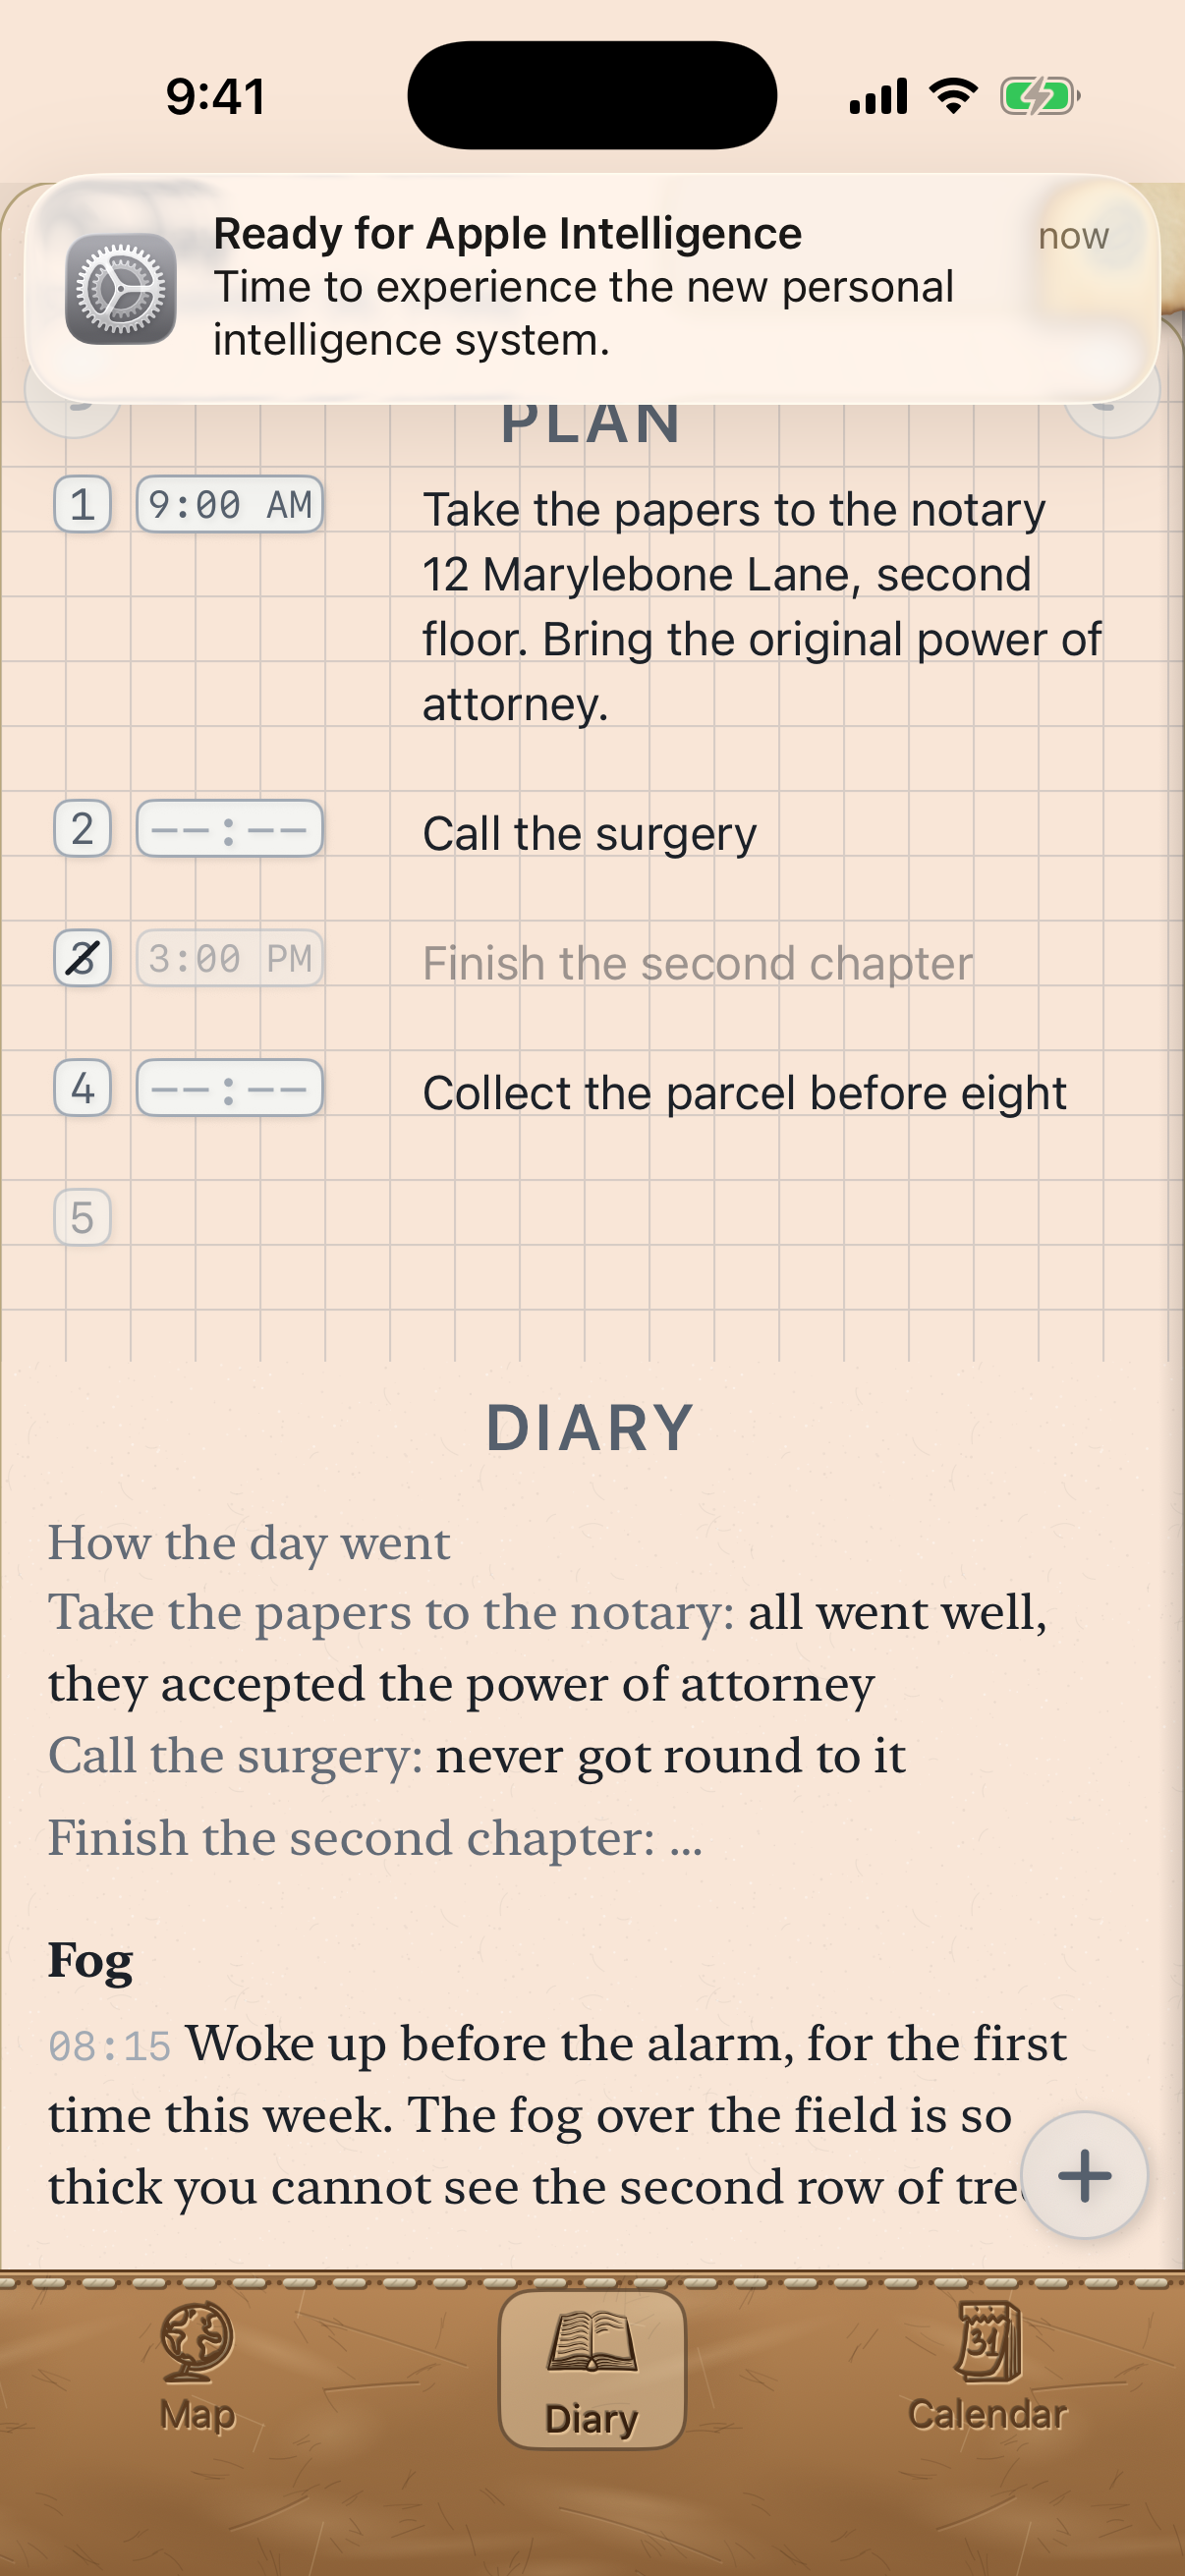 9:41
Ready for Apple Intelligence
now
Time to experience the new personal
intelligence system.
PLAN
1 9:00 AM Take the papers to the notary
12 Marylebone Lane, second
floor. Bring the original power of
attorney.
2 --:-- Call the surgery
3 3:00 PM Finish the second chapter
4 --:-- Collect the parcel before eight
5
DIARY
How the day went
Take the papers to the notary: all went well,
they accepted the power of attorney
Call the surgery: never got round to it
Finish the second chapter: ...
Fog
08:15 Woke up before the alarm, for the first
time this week. The fog over the field is so
thick you cannot see the second row of
31
Map
Diary
Calendar